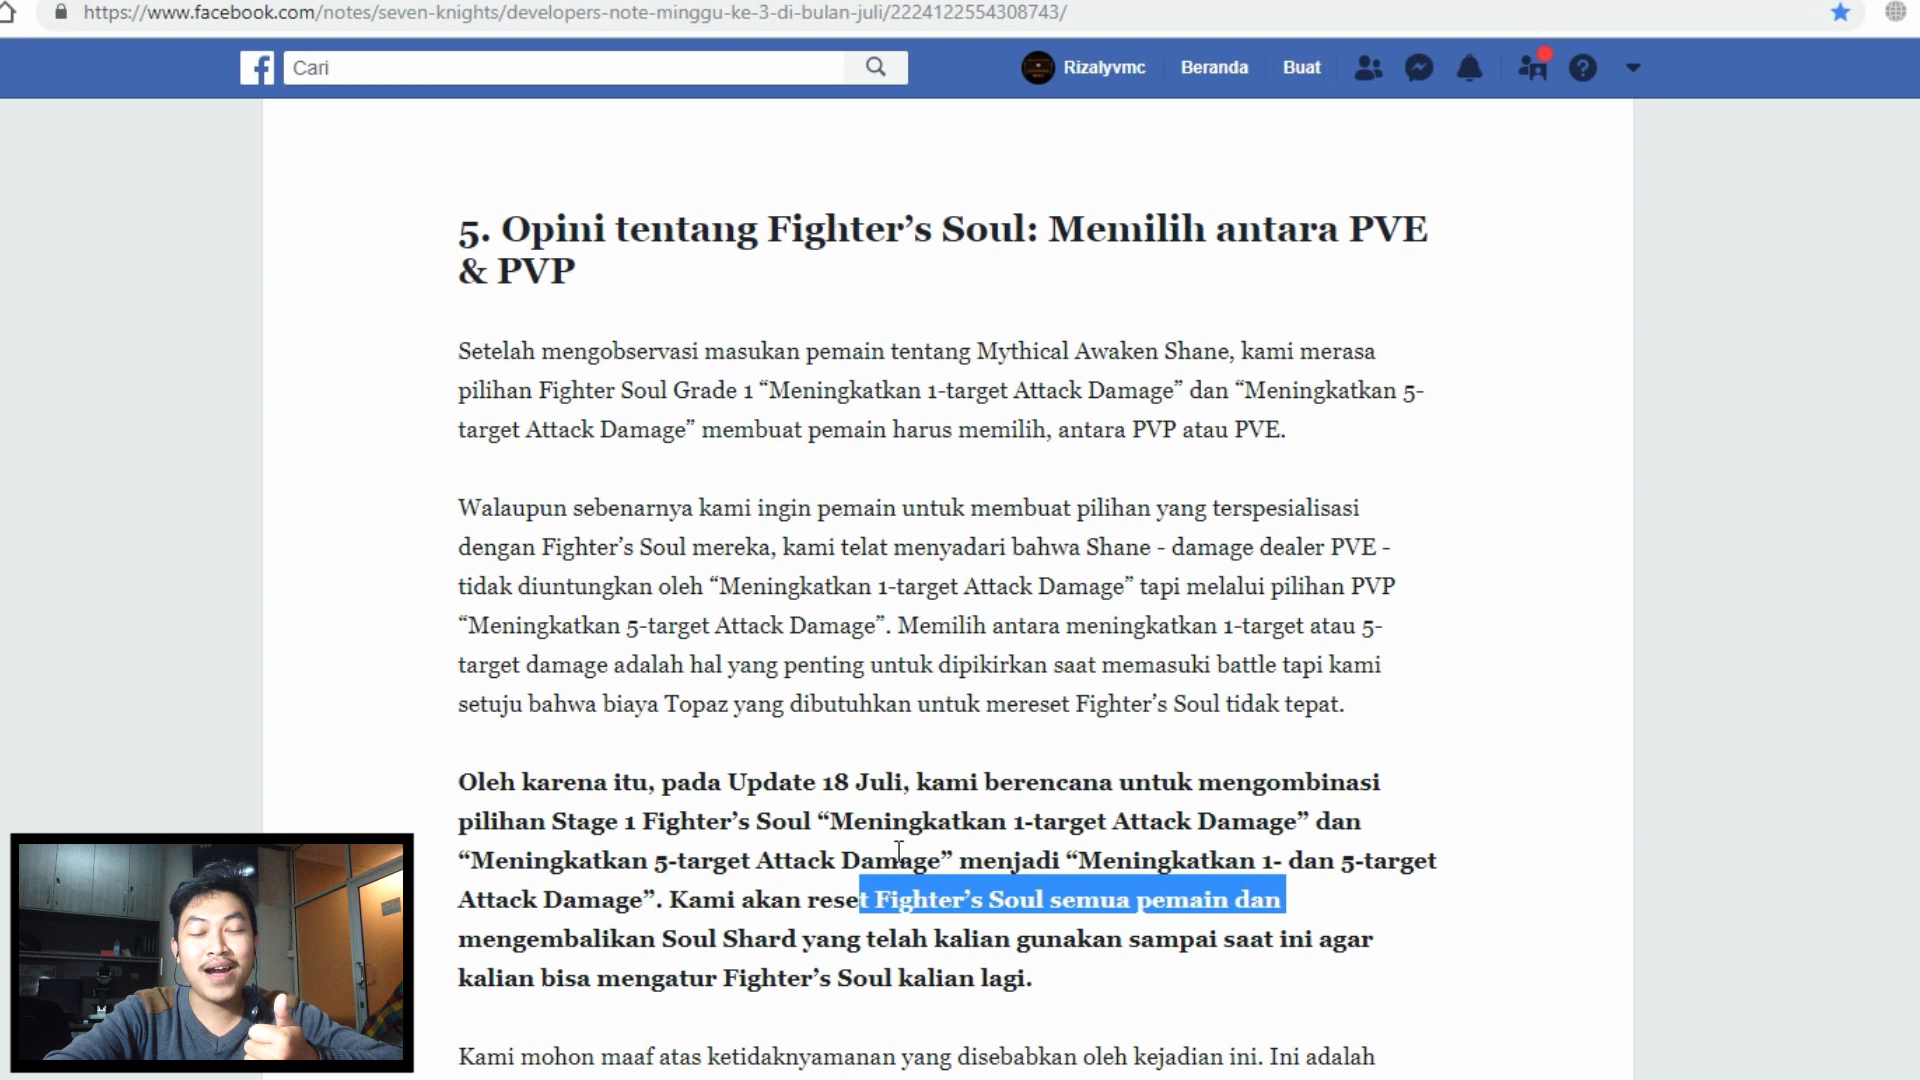 https://www.facebook.com/notes/seven-knights/developers-note-minggu-ke-3-di-bulan-juli/2224122554308743/
Cari
Rizalyvmc
Beranda
Buat
5. Opini tentang Fighter’s Soul: Memilih antara PVE
& PVP
Setelah mengobservasi masukan pemain tentang Mythical Awaken Shane, kami merasa
pilihan Fighter Soul Grade 1 “Meningkatkan 1-target Attack Damage” dan “Meningkatkan 5-
target Attack Damage” membuat pemain harus memilih, antara PVP atau PVE.
Walaupun sebenarnya kami ingin pemain untuk membuat pilihan yang terspesialisasi
dengan Fighter’s Soul mereka, kami telat menyadari bahwa Shane - damage dealer PVE -
tidak diuntungkan oleh “Meningkatkan 1-target Attack Damage” tapi melalui pilihan PVP
“Meningkatkan 5-target Attack Damage”. Memilih antara meningkatkan 1-target atau 5-
target damage adalah hal yang penting untuk dipikirkan saat memasuki battle tapi kami
setuju bahwa biaya Topaz yang dibutuhkan untuk mereset Fighter’s Soul tidak tepat.
Oleh karena itu, pada Update 18 Juli, kami berencana untuk mengombinasi
pilihan Stage 1 Fighter’s Soul “Meningkatkan 1-target Attack Damage” dan
“Meningkatkan 5-target Attack Damage” menjadi “Meningkatkan 1- dan 5-target
Attack Damage”. Kami akan reset Fighter’s Soul semua pemain dan
mengembalikan Soul Shard yang telah kalian gunakan sampai saat ini agar
kalian bisa mengatur Fighter’s Soul kalian lagi.
Kami mohon maaf atas ketidaknyamanan yang disebabkan oleh kejadian ini. Ini adalah